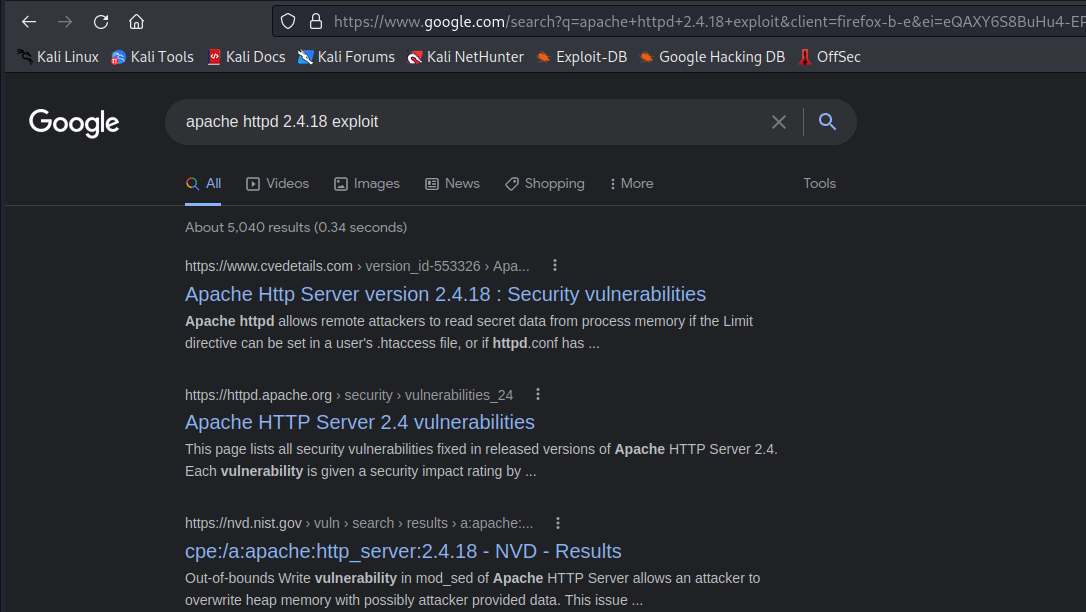 https://www.google.com/search?q=apache+httpd+2.4.18+exploit&client=firefox-b-e&ei=eQAXY6S8BuHu4-EP
Kali Linux Kali Tools Kali Docs Kali Forums Kali NetHunter Exploit-DB Google Hacking DB OffSec
Google apache httpd 2.4.18 exploit
All Videos Images News Shopping More Tools
About 5,040 results (0.34 seconds)
https://www.cvedetails.com › version_id-553326 › Apa...
Apache Http Server version 2.4.18 : Security vulnerabilities
Apache httpd allows remote attackers to read secret data from process memory if the Limit
directive can be set in a user's .htaccess file, or if httpd.conf has ...
https://httpd.apache.org › security › vulnerabilities_24
Apache HTTP Server 2.4 vulnerabilities
This page lists all security vulnerabilities fixed in released versions of Apache HTTP Server 2.4.
Each vulnerability is given a security impact rating by ...
https://nvd.nist.gov › vuln › search › results › a:apache:...
cpe:/a:apache:http_server:2.4.18 - NVD - Results
Out-of-bounds Write vulnerability in mod_sed of Apache HTTP Server allows an attacker to
overwrite heap memory with possibly attacker provided data. This issue ...